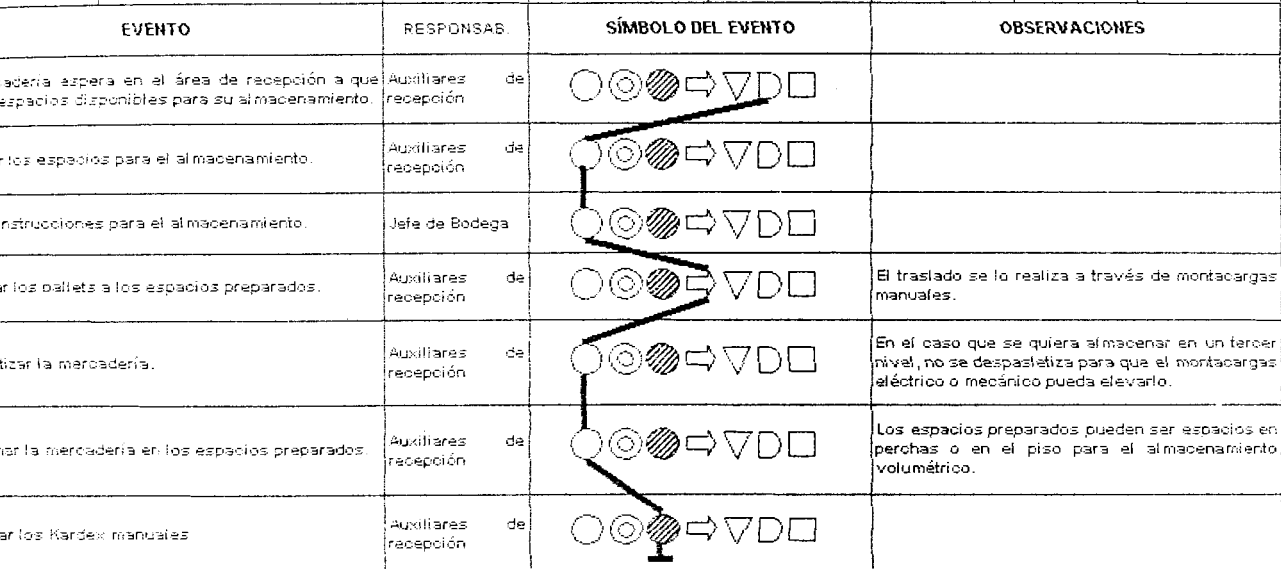 EVENTO RESPONSAB. SÍMBOLO DEL EVENTO OBSERVACIONES
espera en el área de recepción a que
espacios disponibles para su almacenamiento.
Auxiliares de
recepción
los espacios para el almacenamiento.
Auxiliares de
recepción
nstrucciones para el almacenamiento.
Jefe de Bodega
ar los pallets a los espacios preparados.
Auxiliares de
recepción
El traslado se lo realiza a través de montacargas
manuales.
tizar la mercadería.
Auxiliares de
recepción
En el caso que se quiera almacenar en un tercer
nivel, no se despaletiza para que el montacargas
eléctrico o mecánico pueda elevarlo.
nar la mercadería en los espacios preparados.
Auxiliares de
recepción
Los espacios preparados pueden ser espacios en
perchas o en el piso para el almacenamiento
volumétrico.
ar los Kardex manuales
Auxiliares de
recepción